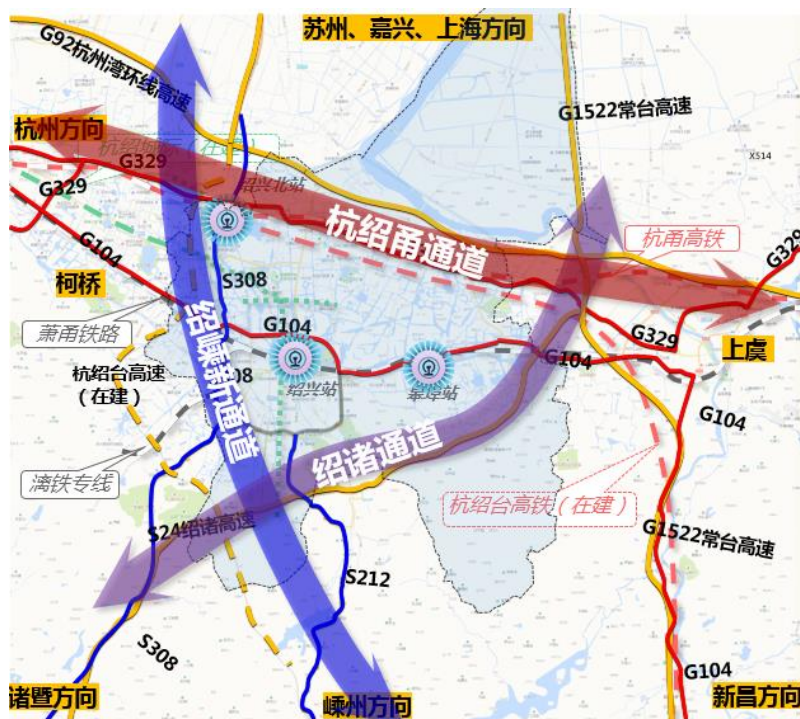 苏州、嘉兴、上海方向
G92杭州湾环线高速
G1522常台高速
杭州方向
X514
G329
绍兴北站
G329
杭绍甬通道
杭甬高铁
G329
G104
柯桥
S308
萧甬铁路
G104
G329
上虞
杭绍台高速
（在建）
绍兴站
G104
绍嵊新通道
G104
绍诸通道
漓铁专线
杭绍台高铁（在建）
S24绍诸高速
G1522常台高速
S212
S308
G104
诸暨方向
嵊州方向
新昌方向